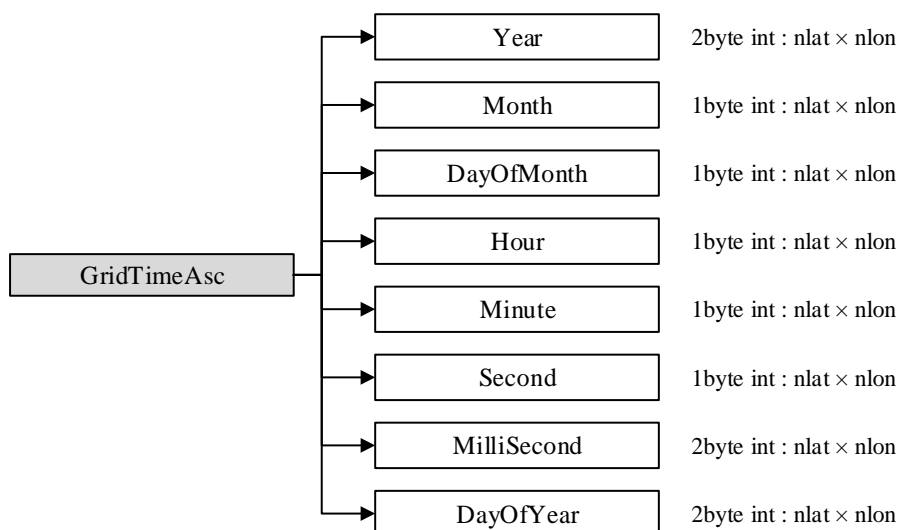 Year 2byte int : nlat × nlon
Month 1byte int : nlat × nlon
DayOfMonth 1byte int : nlat × nlon
Hour 1byte int : nlat × nlon
GridTimeAsc
Minute 1byte int : nlat × nlon
Second 1byte int : nlat × nlon
MilliSecond 2byte int : nlat × nlon
DayOfYear 2byte int : nlat × nlon